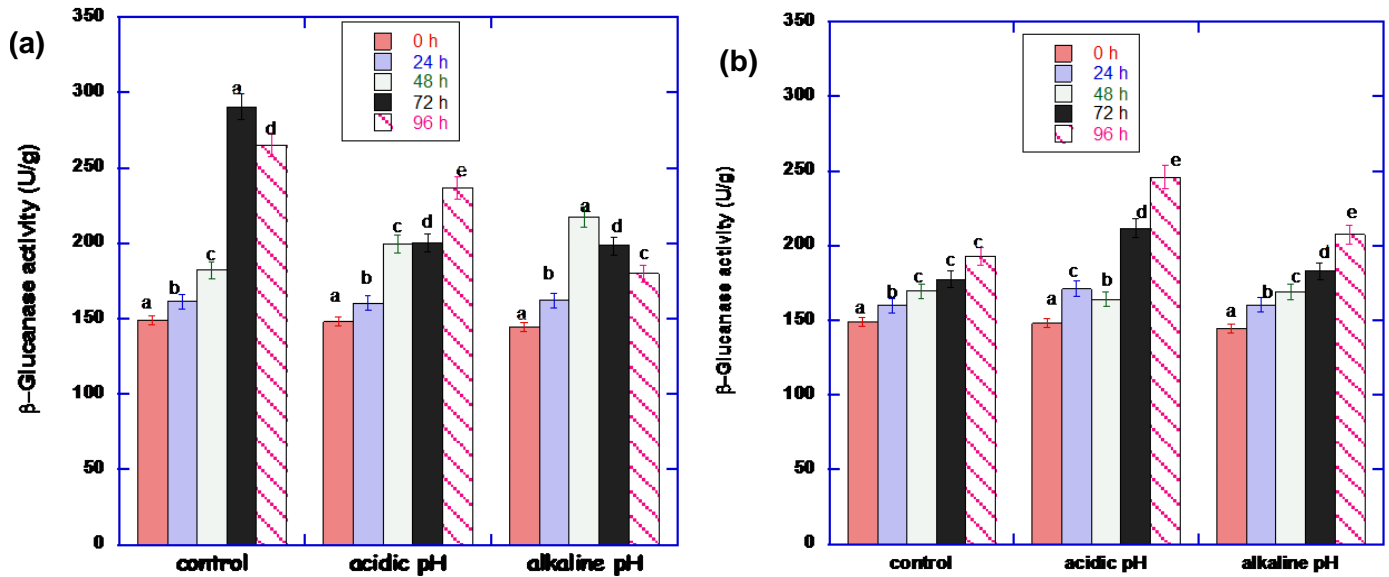 (a)
β–Glucanase activity (U/g)
350
300
250
200
150
100
50
0
0 h
24 h
48 h
72 h
96 h
a
b
c
a
d
a
b
c
d
e
a
b
a
d
c
control
acidic pH
alkaline pH
(b)
β–Glucanase activity (U/g)
350
300
250
200
150
100
50
0
0 h
24 h
48 h
72 h
96 h
a
b
c
c
c
a
c
b
d
e
a
b
c
d
e
control
acidic pH
alkaline pH